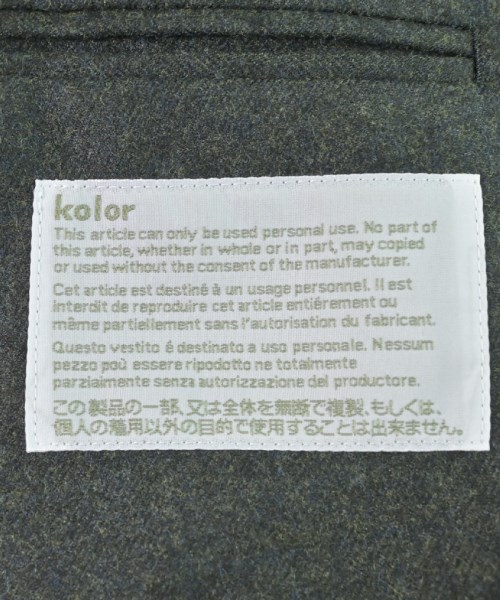 kolor
This article can only be used personal use. No part of
this article, whether in whole or in part, may copied
or used without the consent of the manufacturer.
Cet article est destiné à un usage personnel. Il est
interdit de reproduire cet article entiérement ou
même partiellement sans l'autorisation du fabricant.
Questo vestito é destinato a uso personale. Nessum
pezzo poù essere ripodotto ne totalmente
parzialmente senza autorizzazione del productore.
この製品の一部、又は全体を無断で複製、もしくは、
個人の着用以外の目的で使用することは出来ません。